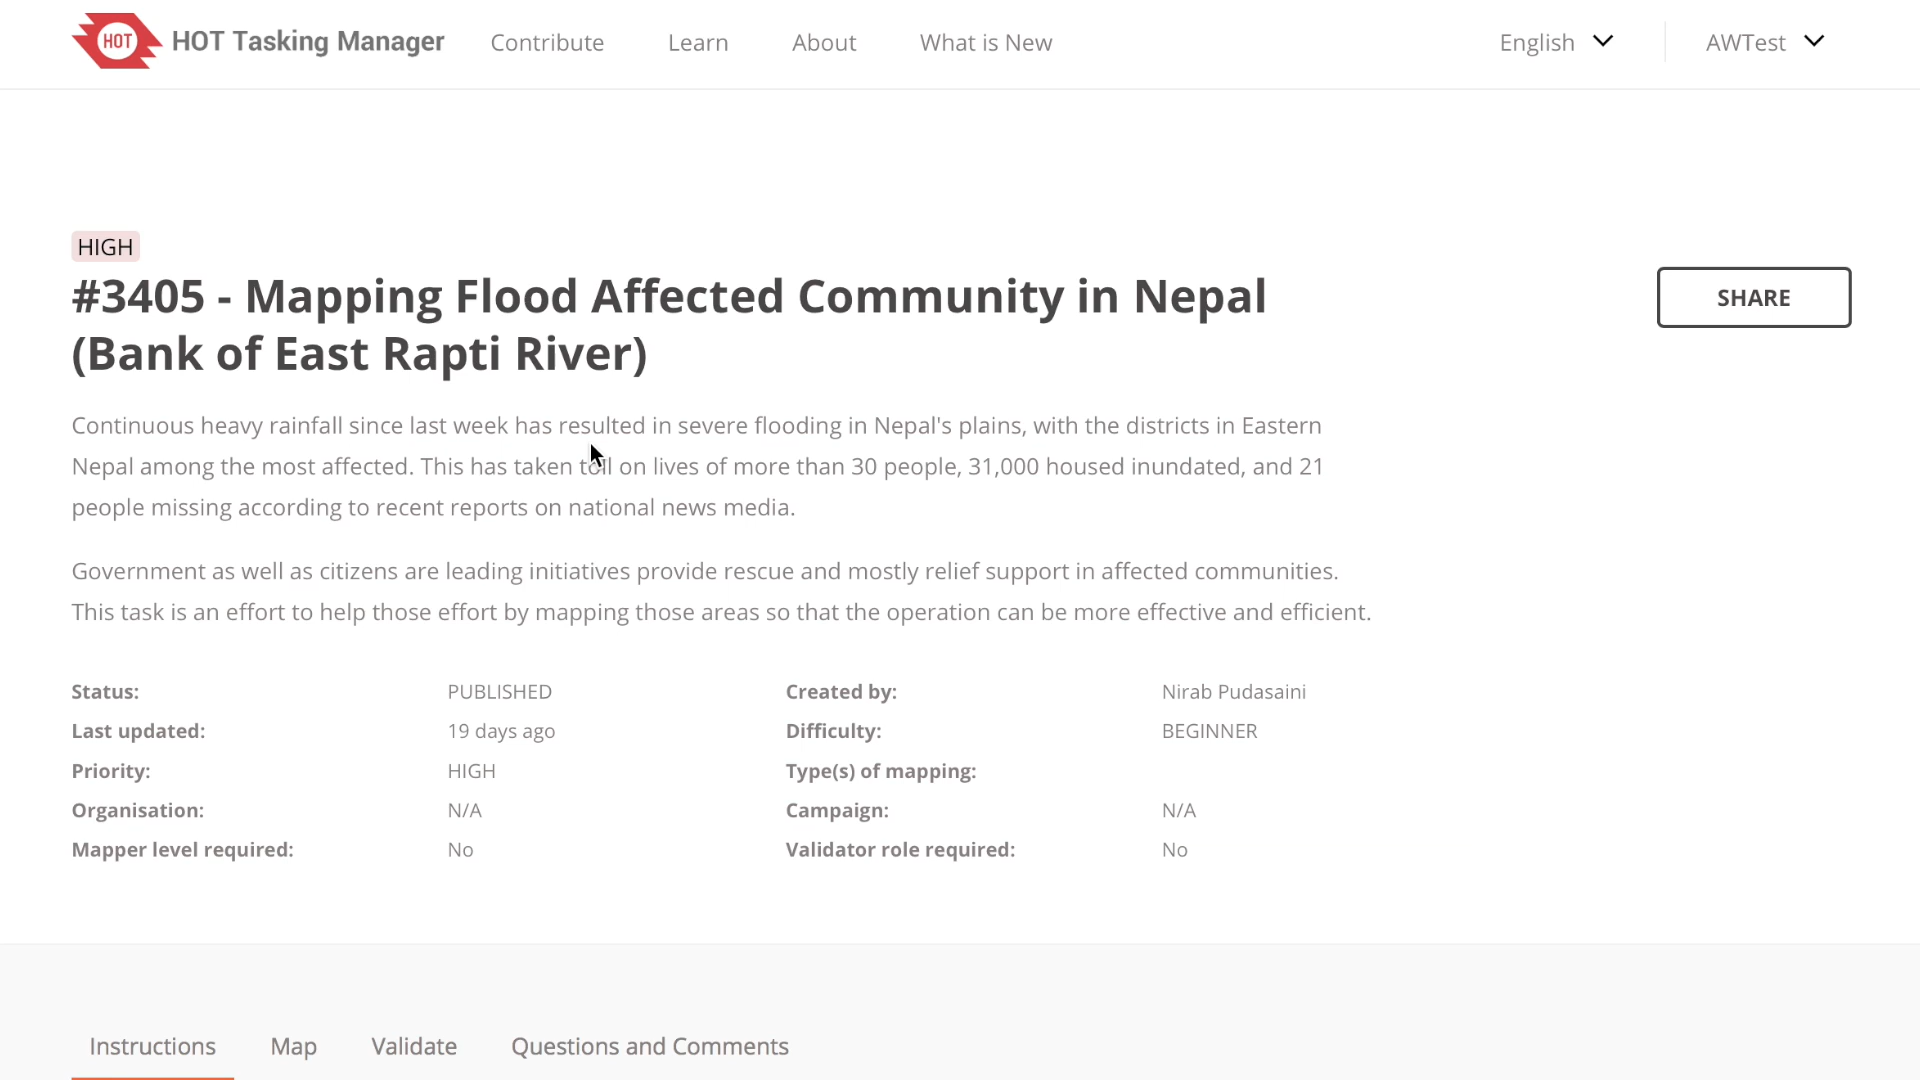 HOT HOT Tasking Manager Contribute Learn About What is New English AWTest
HIGH
#3405 - Mapping Flood Affected Community in Nepal
(Bank of East Rapti River)
SHARE
Continuous heavy rainfall since last week has resulted in severe flooding in Nepal's plains, with the districts in Eastern
Nepal among the most affected. This has taken toll on lives of more than 30 people, 31,000 housed inundated, and 21
people missing according to recent reports on national news media.
Government as well as citizens are leading initiatives provide rescue and mostly relief support in affected communities.
This task is an effort to help those effort by mapping those areas so that the operation can be more effective and efficient.
Status: PUBLISHED Created by: Nirab Pudasaini
Last updated: 19 days ago Difficulty: BEGINNER
Priority: HIGH Type(s) of mapping:
Organisation: N/A Campaign: N/A
Mapper level required: No Validator role required: No
Instructions Map Validate Questions and Comments